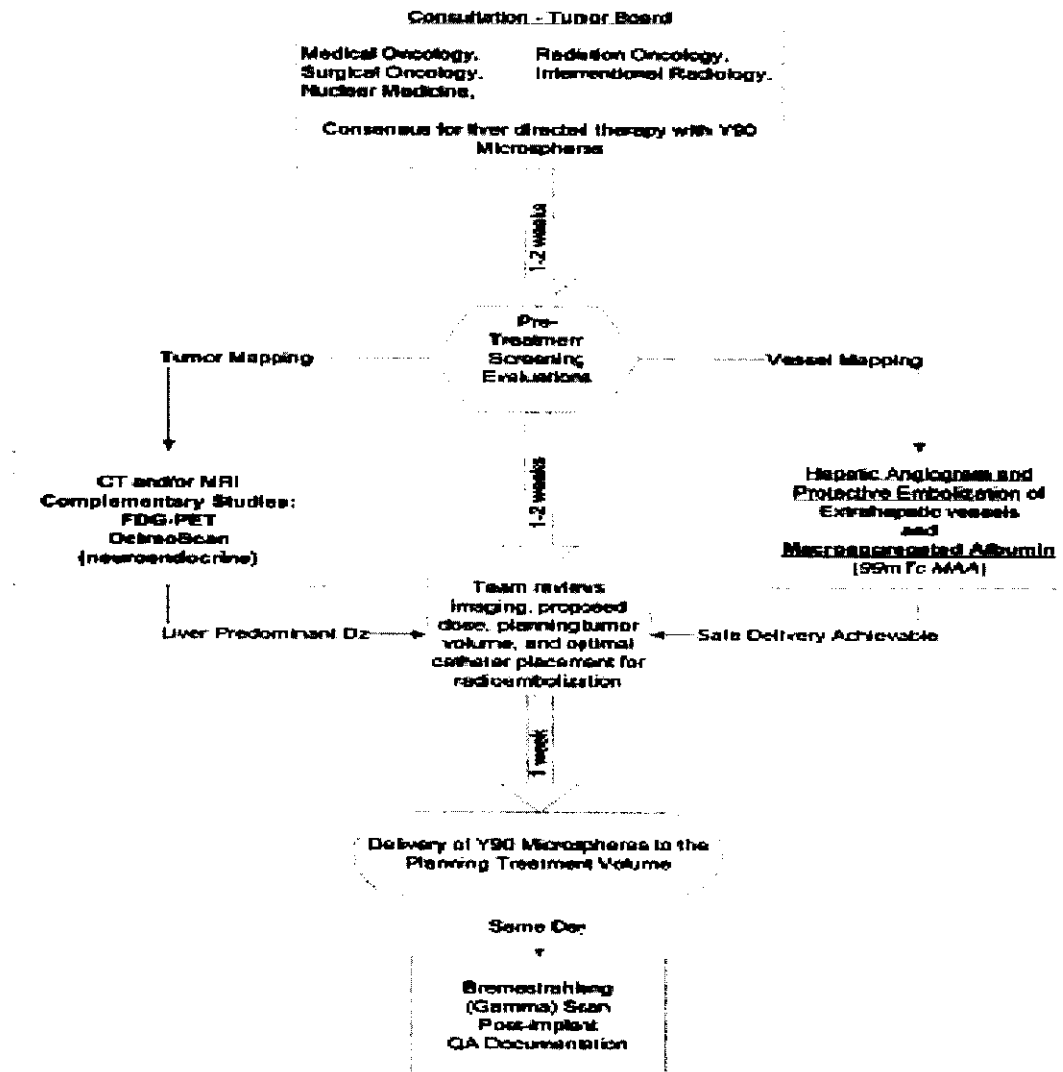 Consultation - Tumor Board
Medical Oncology, Radiation Oncology,
Surgical Oncology, Interventional Radiology,
Nuclear Medicine,
Consensus for liver directed therapy with Y90
Microspheres
1-2 weeks
Pre-
Treatment
Screening
Evaluations
Tumor Mapping
Vessel Mapping
CT and/or MRI
Complementary Studies:
FDG-PET
OctreoScan
(neuroendocrine)
1-2 weeks
Hepatic Angiogram and
Protective Embolization of
Extrahepatic vessels
and
Macroaggregated Albumin
[99mTc MAA]
Team reviews
imaging, proposed
dose, planning tumor
volume, and optimal
catheter placement for
radioembolization
Liver Predominant Dz
Safe Delivery Achievable
1 week
Delivery of Y90 Microspheres to the
Planning Treatment Volume
Same Day
Bremsstrahlung
(Gamma) Scan
Post-implant
QA Documentation